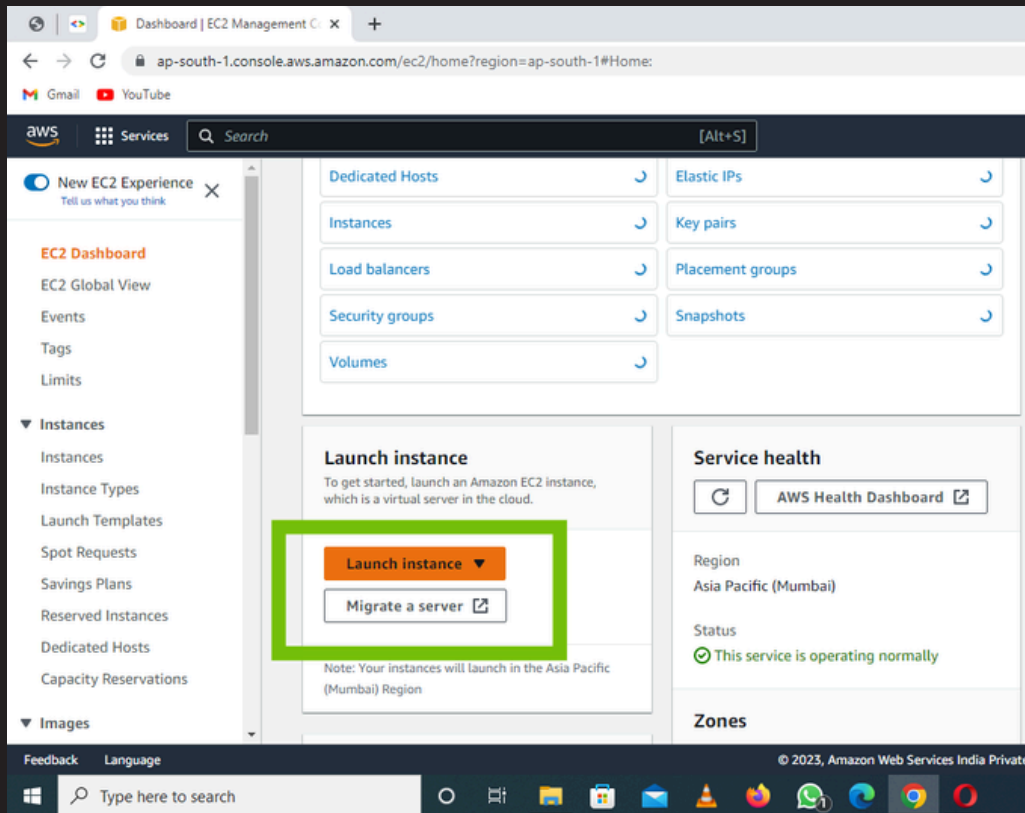 Dashboard | EC2 Management C
ap-south-1.console.aws.amazon.com/ec2/home?region=ap-south-1#Home:
Gmail YouTube
aws Services Search [Alt+S]
New EC2 Experience
Tell us what you think
EC2 Dashboard
EC2 Global View
Events
Tags
Limits
Instances
Instances
Instance Types
Launch Templates
Spot Requests
Savings Plans
Reserved Instances
Dedicated Hosts
Capacity Reservations
Images
Dedicated Hosts Elastic IPs
Instances Key pairs
Load balancers Placement groups
Security groups Snapshots
Volumes
Launch instance
To get started, launch an Amazon EC2 instance,
which is a virtual server in the cloud.
Launch instance
Migrate a server
Note: Your instances will launch in the Asia Pacific
(Mumbai) Region
Service health
AWS Health Dashboard
Region
Asia Pacific (Mumbai)
Status
This service is operating normally
Zones
Feedback Language © 2023, Amazon Web Services India Private
Type here to search 1